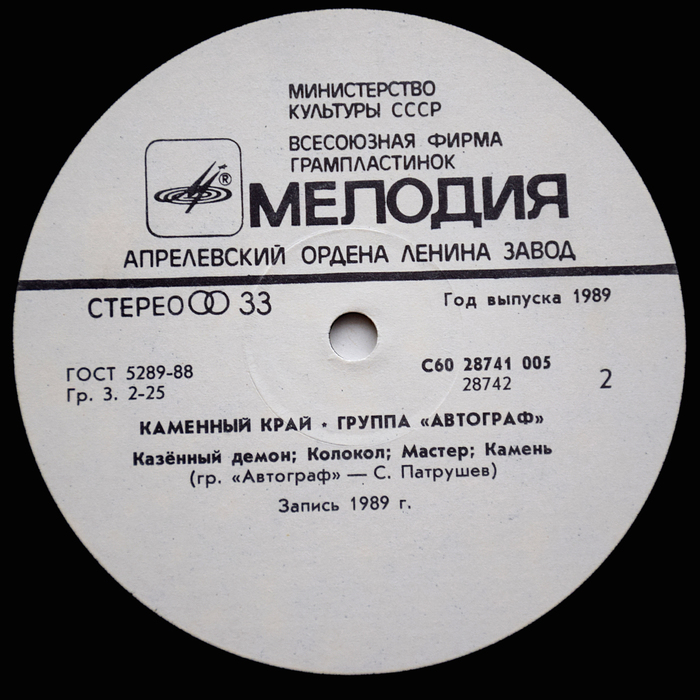 МИНИСТЕРСТВО
КУЛЬТУРЫ СССР
ВСЕСОЮЗНАЯ ФИРМА
ГРАМПЛАСТИНОК
®
МЕЛОДИЯ
АПРЕЛЕВСКИЙ ОРДЕНА ЛЕНИНА ЗАВОД
СТЕРЕО 33
Год выпуска 1989
ГОСТ 5289-88
Гр. 3. 2-25
С60 28741 005
28742
2
КАМЕННЫЙ КРАЙ • ГРУППА «АВТОГРАФ»
Казённый демон; Колокол; Мастер; Камень
(гр. «Автограф» — С. Патрушев)
Запись 1989 г.